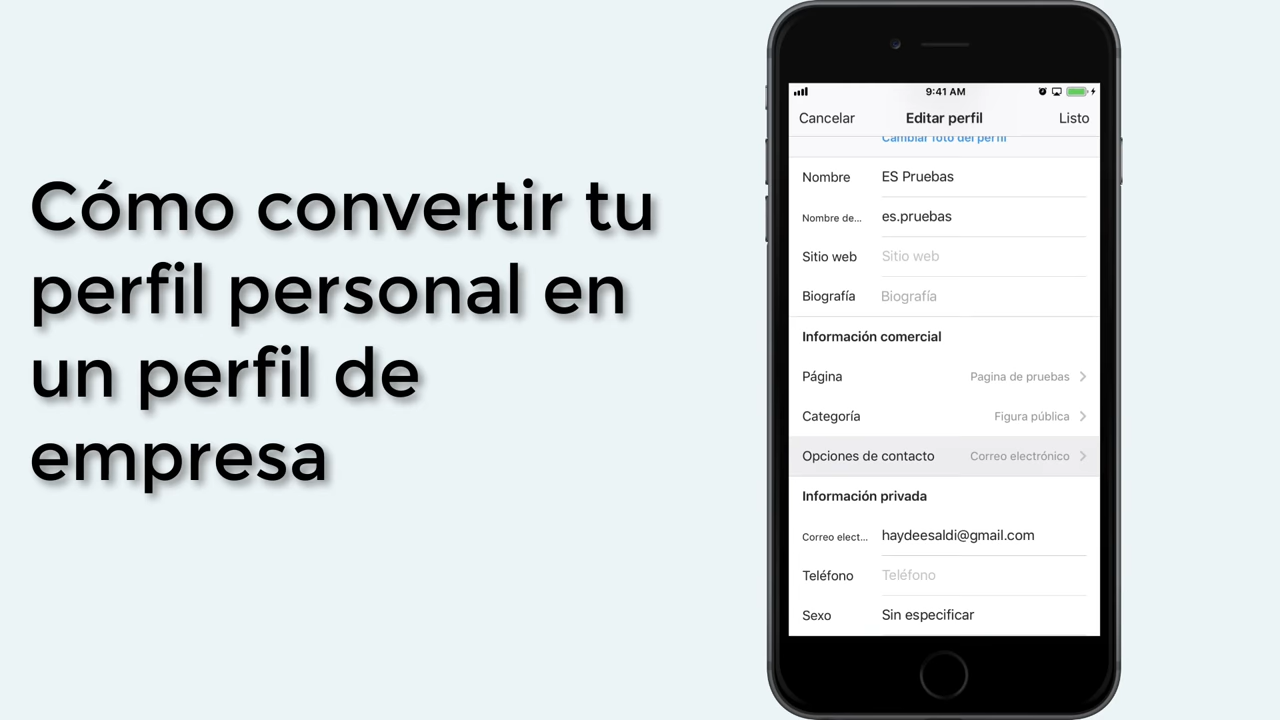 Cómo convertir tu
perfil personal en
un perfil de
empresa
9:41 AM
Cancelar Editar perfil Listo
Cambiar foto del perfil
Nombre ES Pruebas
Nombre de... es.pruebas
Sitio web Sitio web
Biografía Biografía
Información comercial
Página Pagina de pruebas
Categoría Figura pública
Opciones de contacto Correo electrónico
Información privada
Correo elect... haydeesaldi@gmail.com
Teléfono Teléfono
Sexo Sin especificar